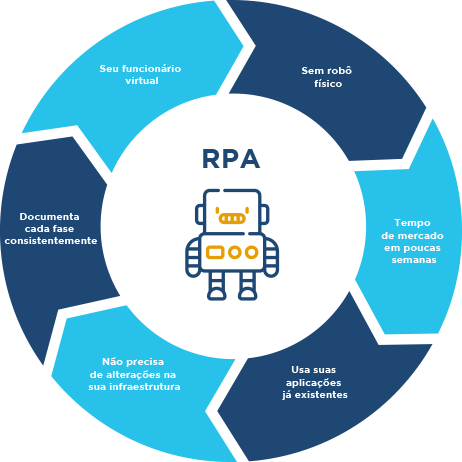 Seu funcionário
virtual
Sem robô
físico
RPA
Tempo
de mercado
em poucas
semanas
Documenta
cada fase
consistentemente
Não precisa
de alterações na
sua infraestrutura
Usa suas
aplicações
já existentes